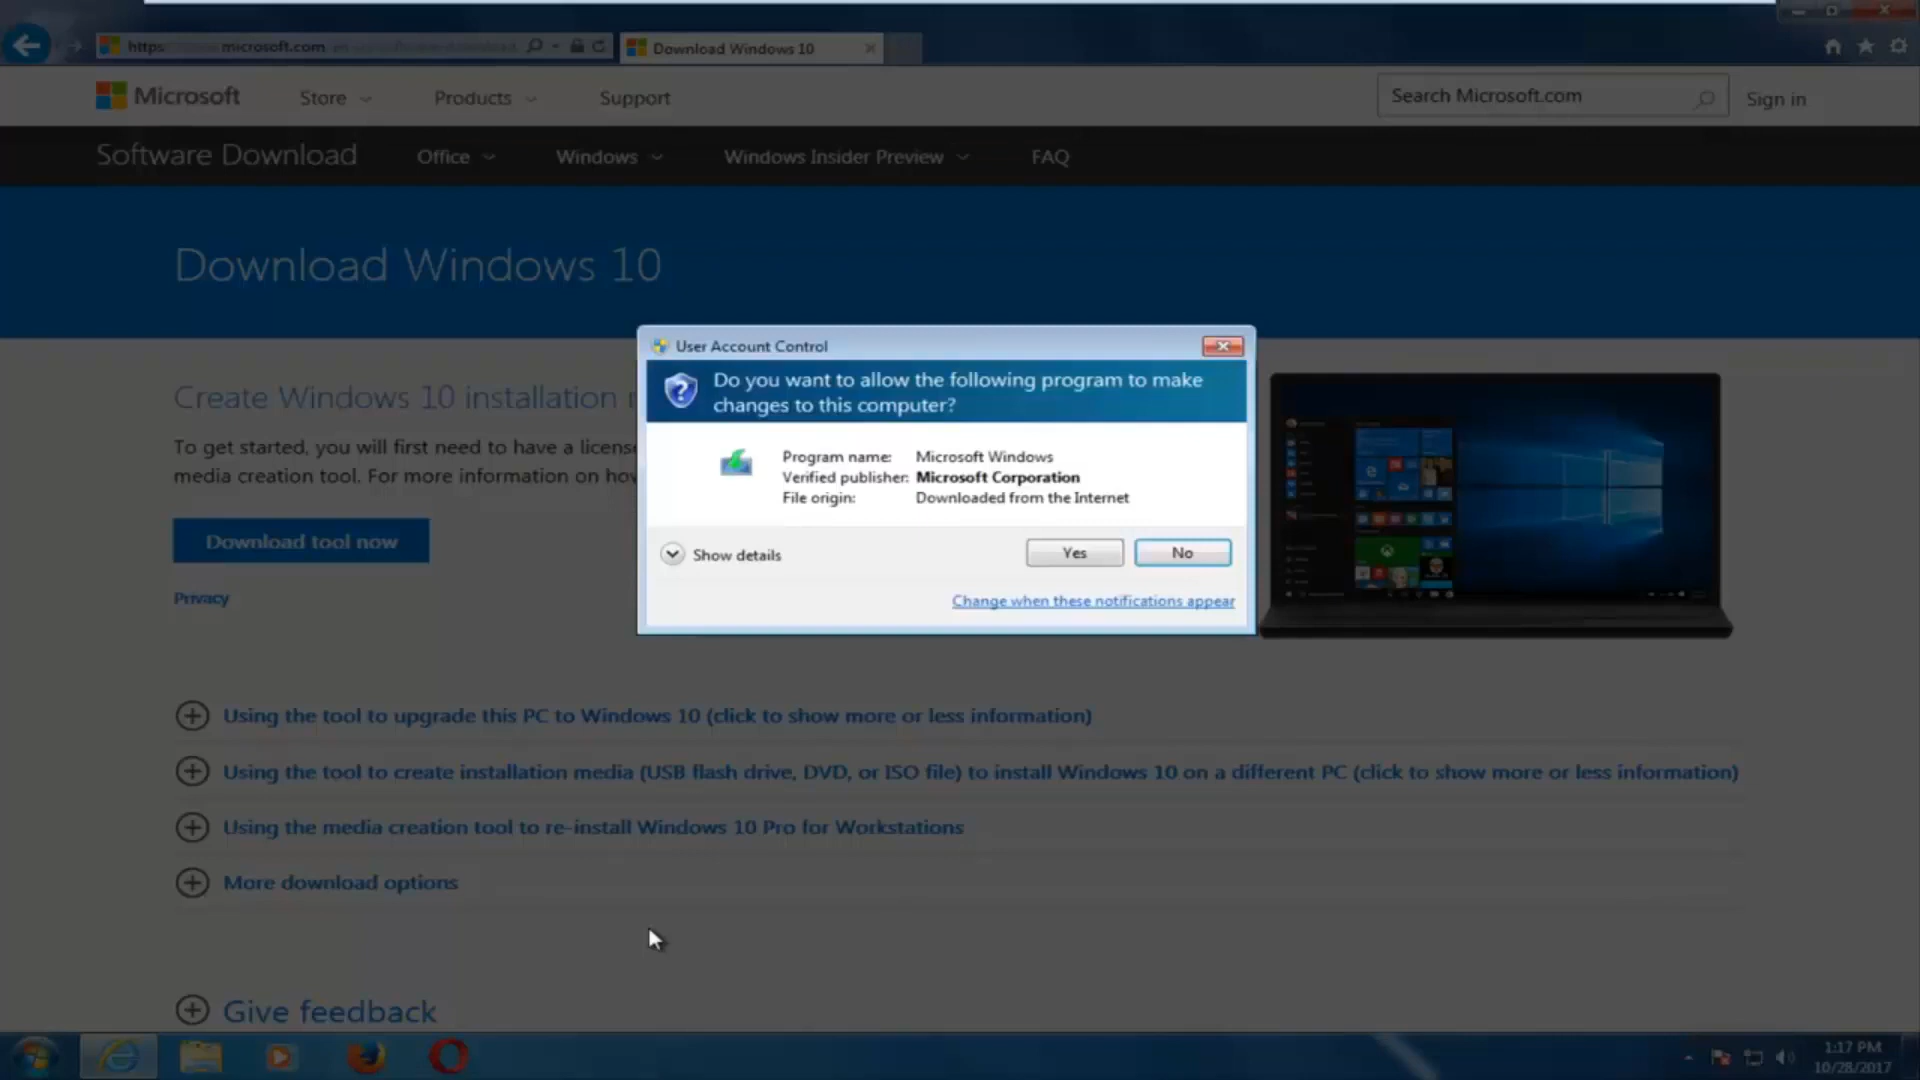 https
microsoft.com
Download Windows 10
Microsoft
Store
Products
Support
Search Microsoft.com
Sign in
Software Download
Office
Windows
Windows Insider Preview
FAQ
Download Windows 10
Create Windows 10 installation
To get started, you will first need to have a license
media creation tool. For more information on how
Download tool now
Privacy
User Account Control
Do you want to allow the following program to make
changes to this computer?
Program name: Microsoft Windows
Verified publisher: Microsoft Corporation
File origin: Downloaded from the Internet
Show details
Yes
No
Change when these notifications appear
Using the tool to upgrade this PC to Windows 10 (click to show more or less information)
Using the tool to create installation media (USB flash drive, DVD, or ISO file) to install Windows 10 on a different PC (click to show more or less information)
Using the media creation tool to re-install Windows 10 Pro for Workstations
More download options
Give feedback
1:17 PM
10/28/2017